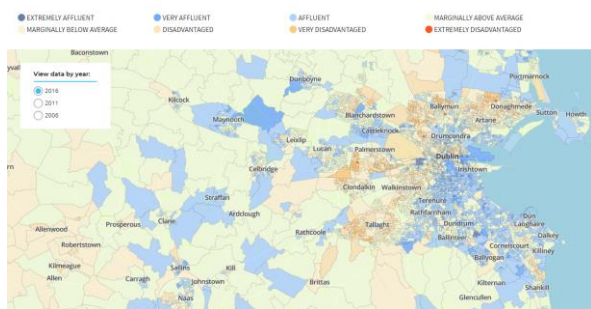 EXTREMELY AFFLUENT VERY AFFLUENT AFFLUENT MARGINALLY ABOVE AVERAGE
MARGINALLY BELOW AVERAGE DISADVANTAGED VERY DISADVANTAGED EXTREMELY DISADVANTAGED
Baconstown
View data by year:
2016
2011
2006
Portmarnock
Dunboyne
Kilcock
Maynooth
Blanchardstown
Ballymun
Donaghmede
Artane
Sutton
Howth
Castleknock
Drumcondra
Leixlip
Lucan
Palmerstown
Dublin
Celbridge
Irishtown
Clondalkin
Walkinstown
Straffan
Terenure
Rathfarnham
Ardclough
Dún
Laoghaire
Allenwood
Prosperous
Clane
Rathcoole
Tallaght
Dundrum
Dalkey
Ballinteer
Cornelscourt
Killiney
Robertstown
Kilmeague
Allen
Sallins
Kill
Ballyogan
Carragh
Johnstown
Brittas
Kilternan
Shankill
Naas
Glencullen